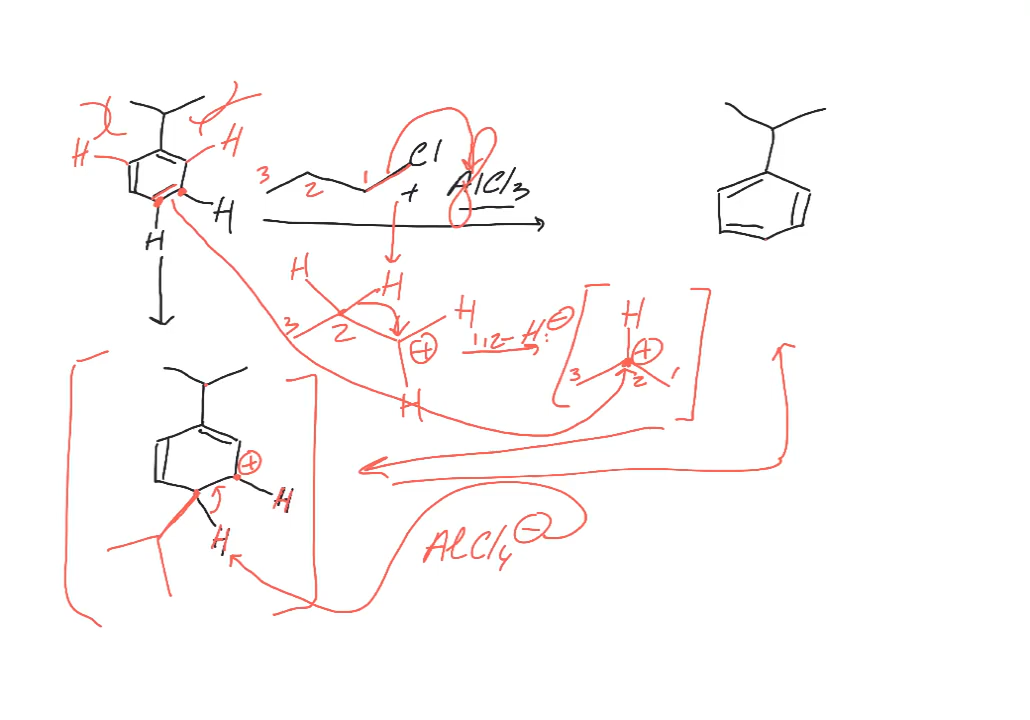 H H
H
H
3 2 1 Cl
+ AlCl3
H H
3 2 ⊕ H
H
1,2- H:⊖
H
⊕
3 2 1
⊕
H
H
AlCl4⊖